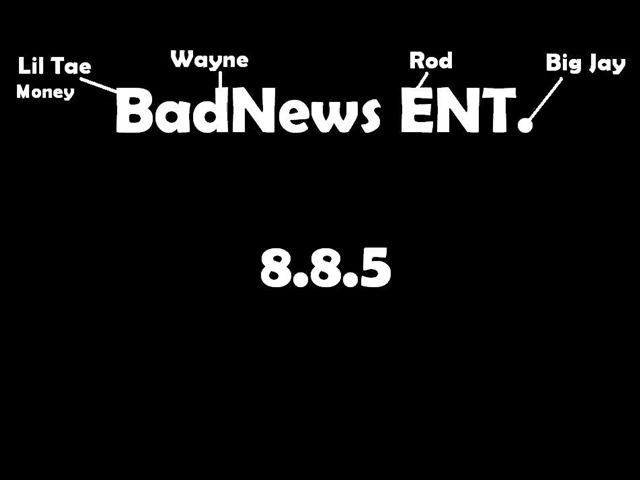 Lil Tae
Money
Wayne
Rod
Big Jay
BadNews ENT.
8.8.5